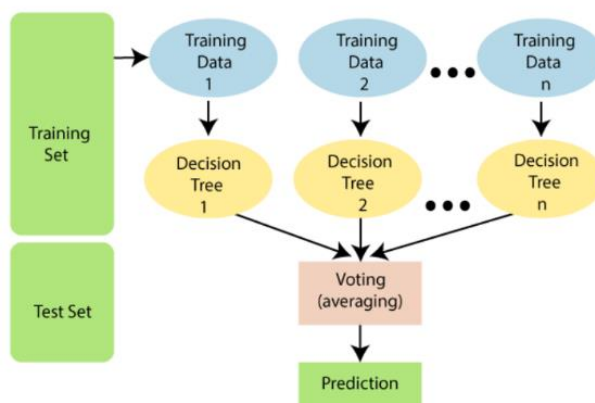 Training
Set
Training
Data
1
Training
Data
2
Training
Data
n
Decision
Tree
1
Decision
Tree
2
Decision
Tree
n
Test Set
Voting
(averaging)
Prediction